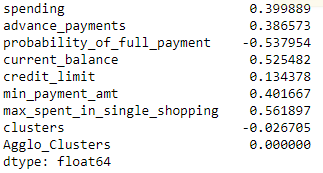 spending 0.399889
advance_payments 0.386573
probability_of_full_payment -0.537954
current_balance 0.525482
credit_limit 0.134378
min_payment_amt 0.401667
max_spent_in_single_shopping 0.561897
clusters -0.026705
Agglo_Clusters 0.000000
dtype: float64